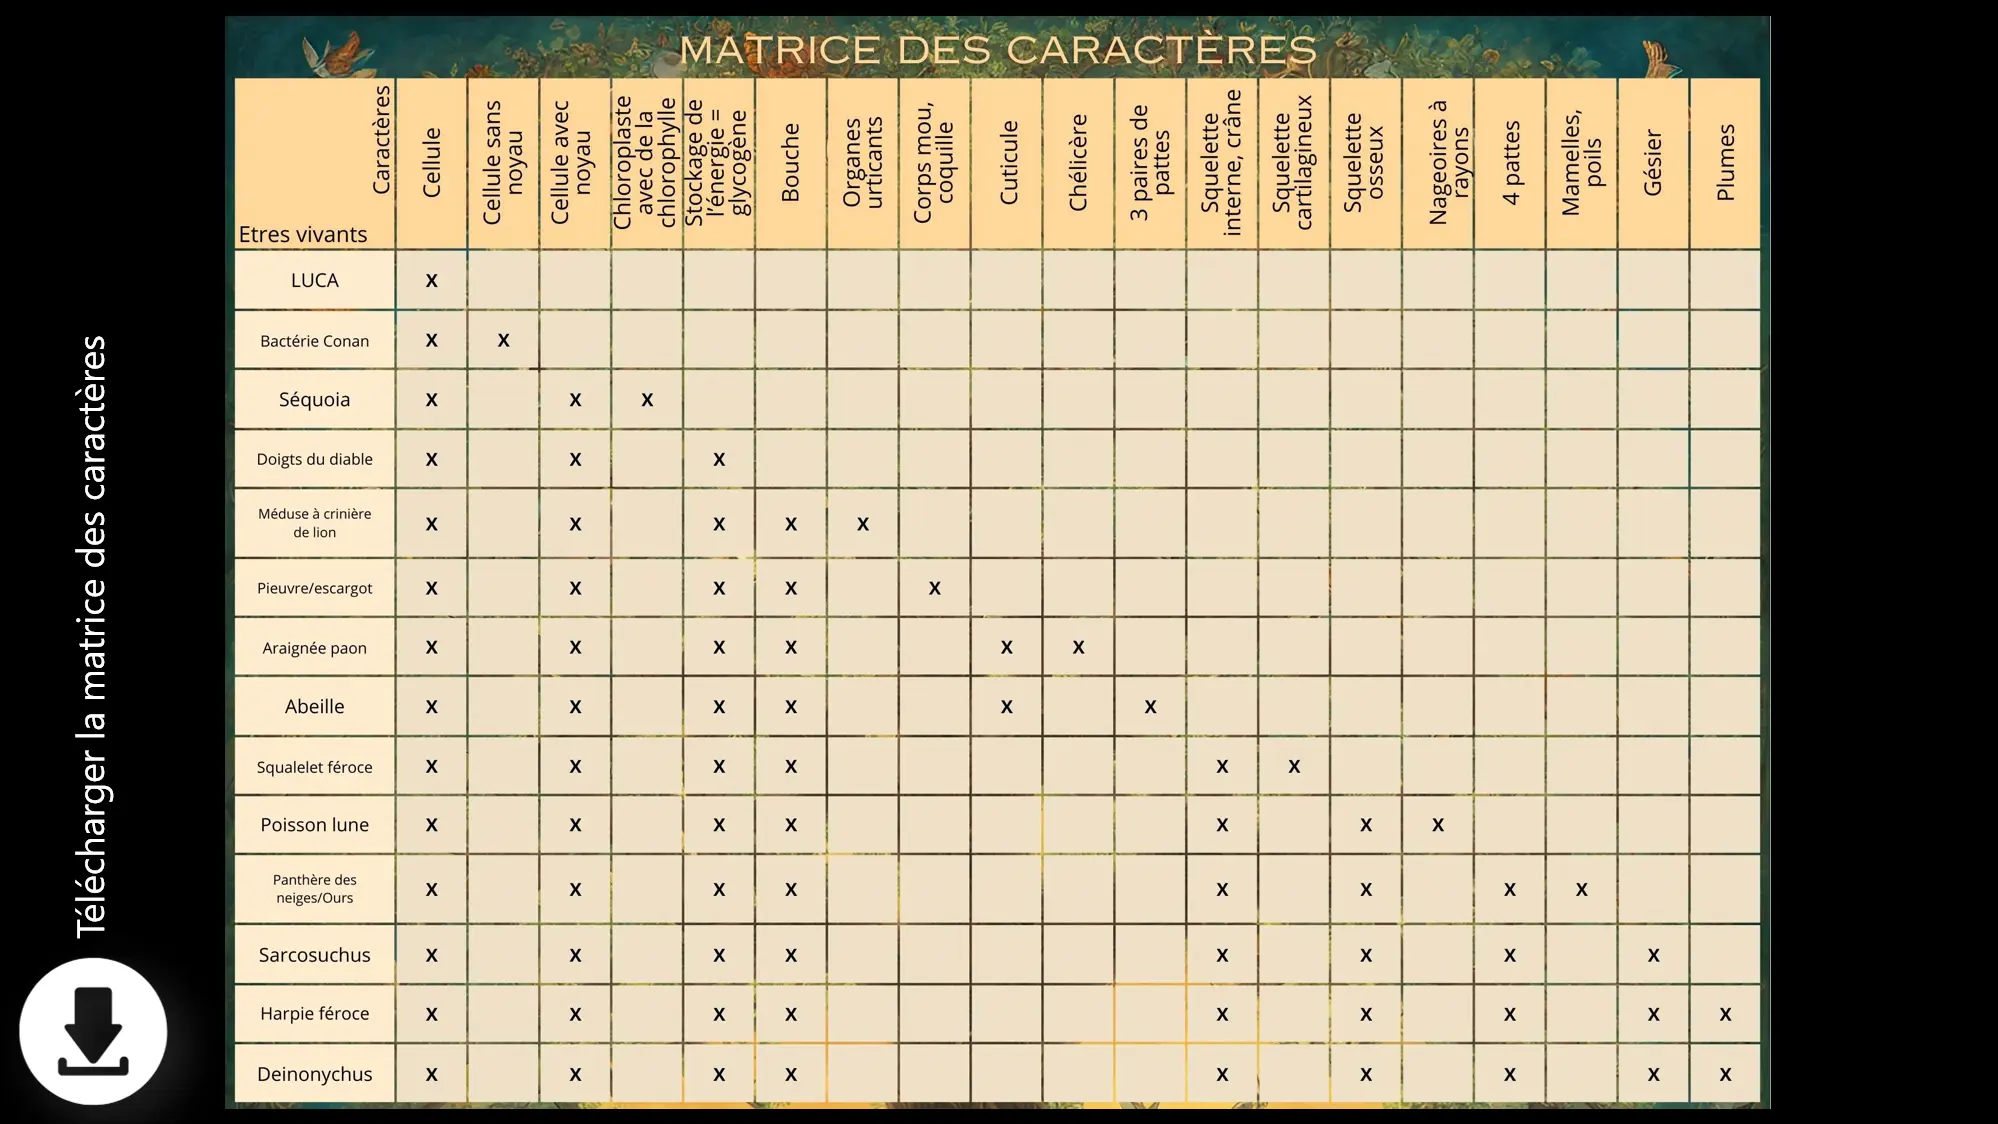 MATRICE DES CARACTÈRES
Caractères
Etres vivants
Cellule
Cellule sans
noyau
Cellule avec
noyau
Chloroplaste
avec de la
chlorophylle
Stockage de
l'énergie =
glycogène
Bouche
Organes
urticants
Corps mou,
coquille
Cuticule
Chélicère
3 paires de
pattes
Squelette
interne, crâne
Squelette
cartilagineux
Squelette
osseux
Nageoires à
rayons
4 pattes
Mamelles,
poils
Gésier
Plumes
LUCA X
Bactérie Conan X X
Séquoia X X X
Doigts du diable X X X
Méduse à crinière
de lion X X X X X
Pieuvre/escargot X X X X X
Araignée paon X X X X X X
Abeille X X X X X X
Squalelet féroce X X X X X X
Poisson lune X X X X X X X
Panthère des
neiges/Ours X X X X X X X X
Sarcosuchus X X X X X X X X
Harpie féroce X X X X X X X X X
Deinonychus X X X X X X X X X
Télécharger la matrice des caractères